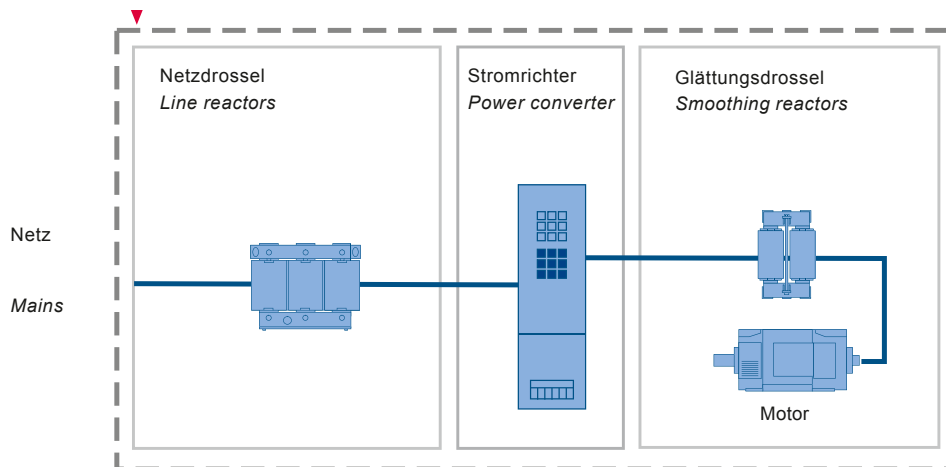 Netzdrossel
Line reactors
Stromrichter
Power converter
Glättungsdrossel
Smoothing reactors
Netz
Mains
Motor